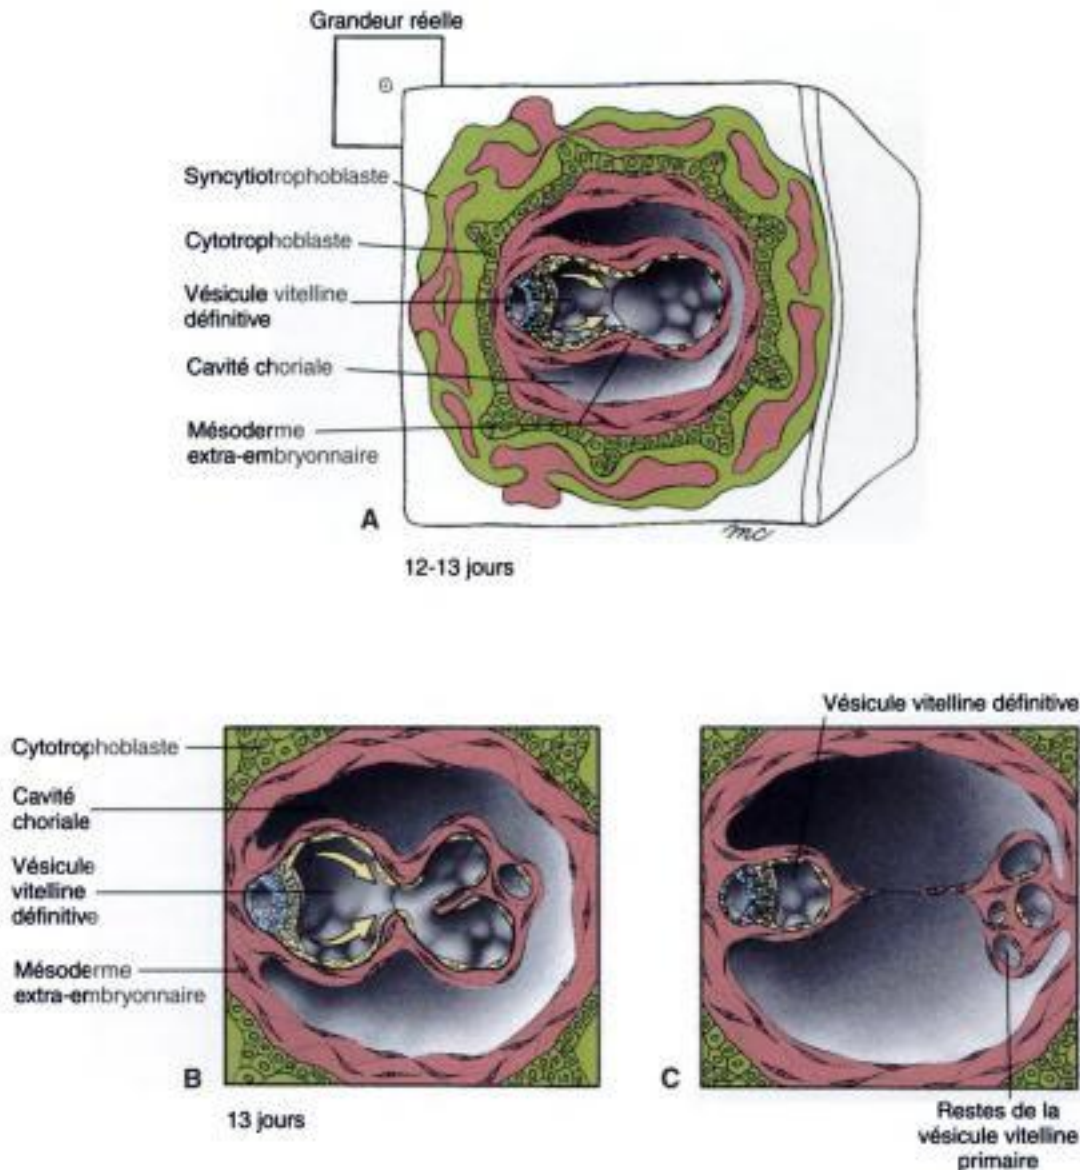 Grandeur réelle
Syncytiotrophoblaste
Cytotrophoblaste
Vésicule vitelline
définitive
Cavité choriale
Mésoderme
extra-embryonnaire
A
mc
12-13 jours
Cytotrophoblaste
Cavité
choriale
Vésicule
vitelline
définitive
Mésoderme
extra-embryonnaire
B
13 jours
Vésicule vitelline définitive
C
Restes de la
vésicule vitelline
primaire